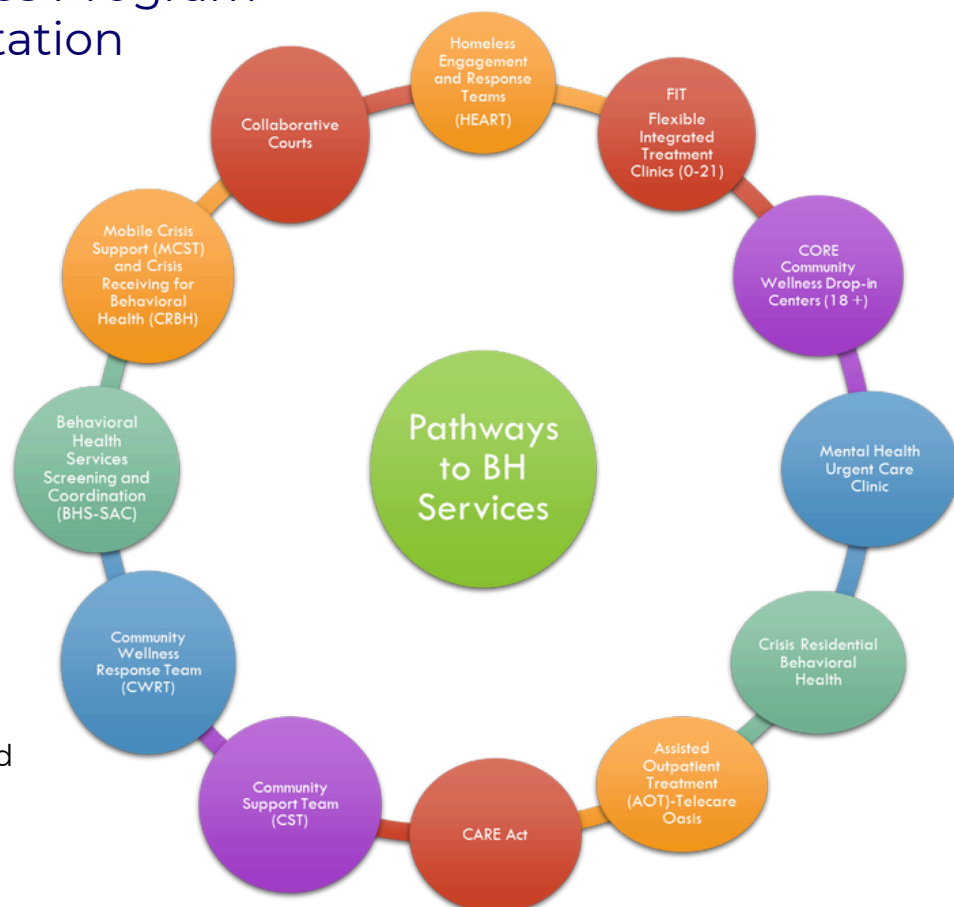 Homeless
Engagement
and Response
Teams
(HEART)
FIT
Flexible
Integrated
Treatment
Clinics (0-21)
CORE
Community
Wellness Drop-in
Centers (18 +)
Mental Health
Urgent Care
Clinic
Crisis Residential
Behavioral
Health
Assisted
Outpatient
Treatment
(AOT)-Telecare
Oasis
CARE Act
Community
Support Team
(CST)
Community
Wellness
Response Team
(CWRT)
Behavioral
Health
Services
Screening and
Coordination
(BHS-SAC)
Mobile Crisis
Support (MCST)
and Crisis
Receiving for
Behavioral
Health (CRBH)
Collaborative
Courts
Pathways
to BH
Services